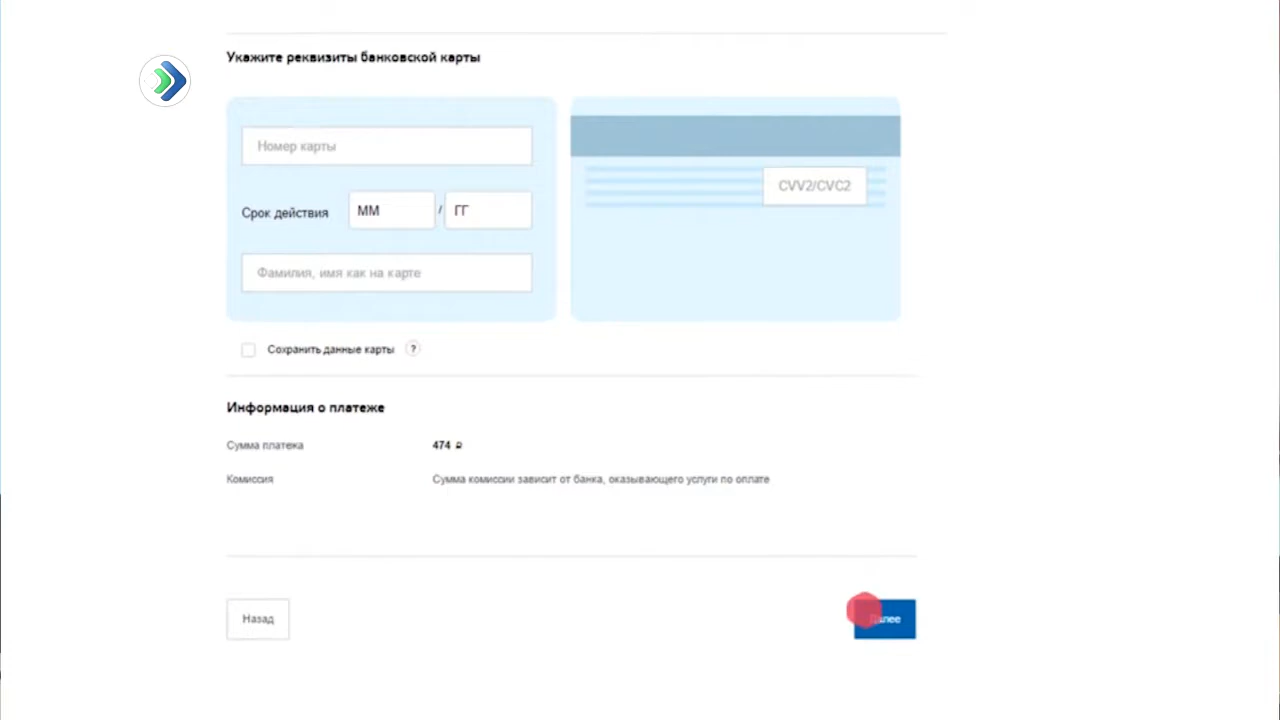 Укажите реквизиты банковской карты
Номер карты
CVV2/CVC2
Срок действия ММ / ГГ
Фамилия, имя как на карте
Сохранить данные карты ?
Информация о платеже
Сумма платежа 474 ₽
Комиссия Сумма комиссии зависит от банка, оказывающего услуги по оплате
Назад Далее